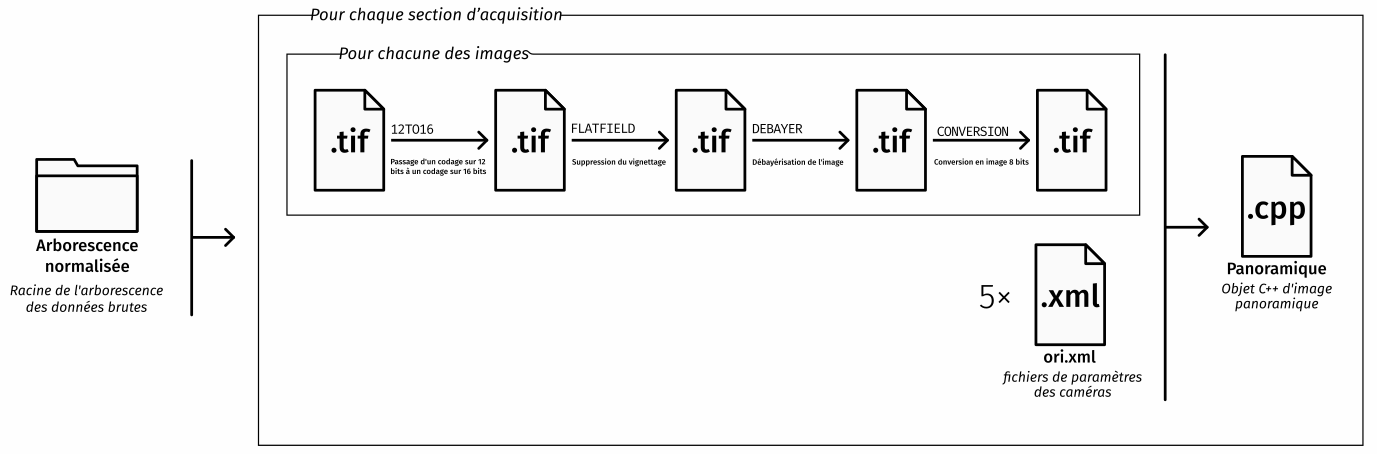 Pour chaque section d’acquisition
Pour chacune des images
.tif
12TO16
Passage d'un codage sur 12
bits à un codage sur 16 bits
.tif
FLATFIELD
Suppression du vignettage
.tif
DEBAYER
Débayérisation de l'image
.tif
CONVERSION
Conversion en image 8 bits
.tif
Arborescence
normalisée
Racine de l'arborescence
des données brutes
5×
.xml
ori.xml
fichiers de paramètres
des caméras
.cpp
Panoramique
Objet C++ d'image
panoramique